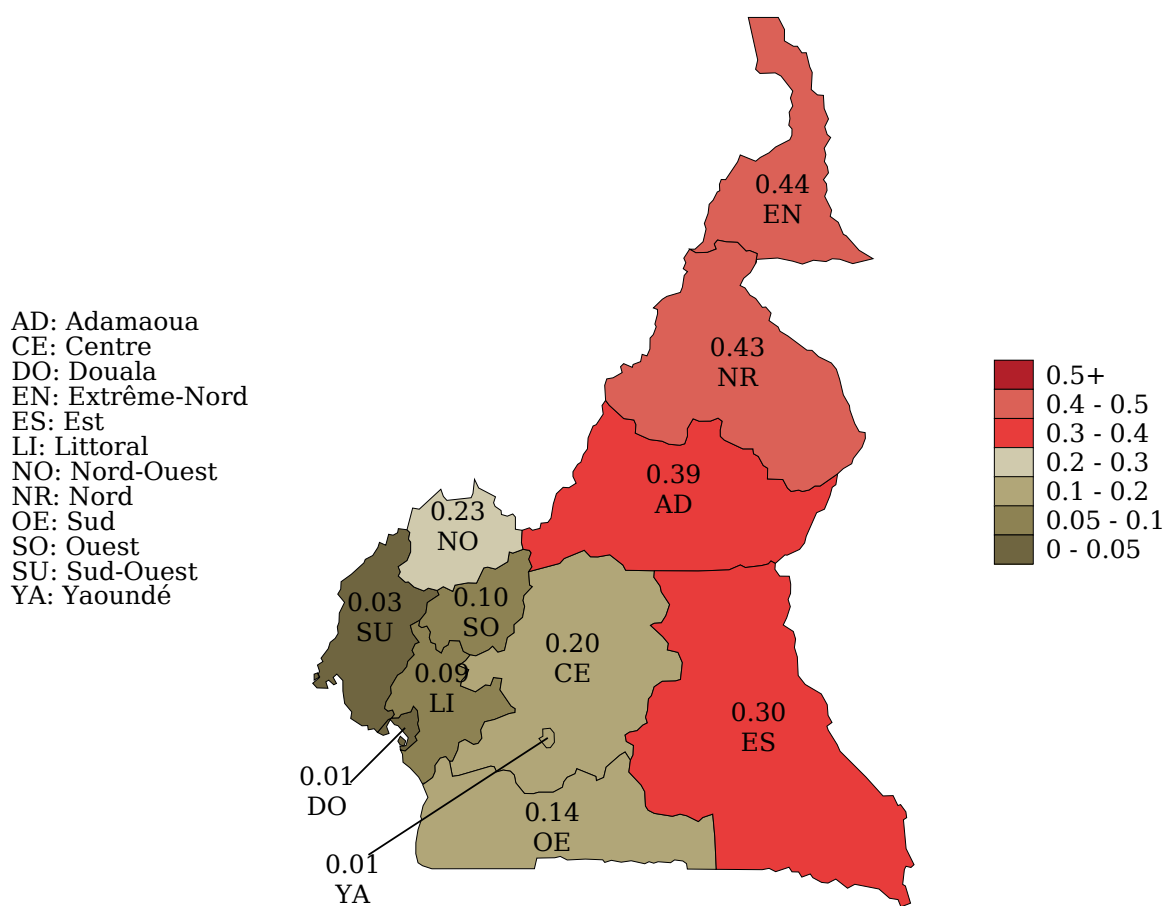 0.44
EN
0.43
NR
0.39
AD
0.23
NO
0.03
SU
0.10
SO
0.09
LI
0.20
CE
0.30
ES
0.01
DO
0.14
OE
0.01
YA
AD: Adamaoua
CE: Centre
DO: Douala
EN: Extrême-Nord
ES: Est
LI: Littoral
NO: Nord-Ouest
NR: Nord
OE: Sud
SO: Ouest
SU: Sud-Ouest
YA: Yaoundé
0.5+
0.4 - 0.5
0.3 - 0.4
0.2 - 0.3
0.1 - 0.2
0.05 - 0.1
0 - 0.05